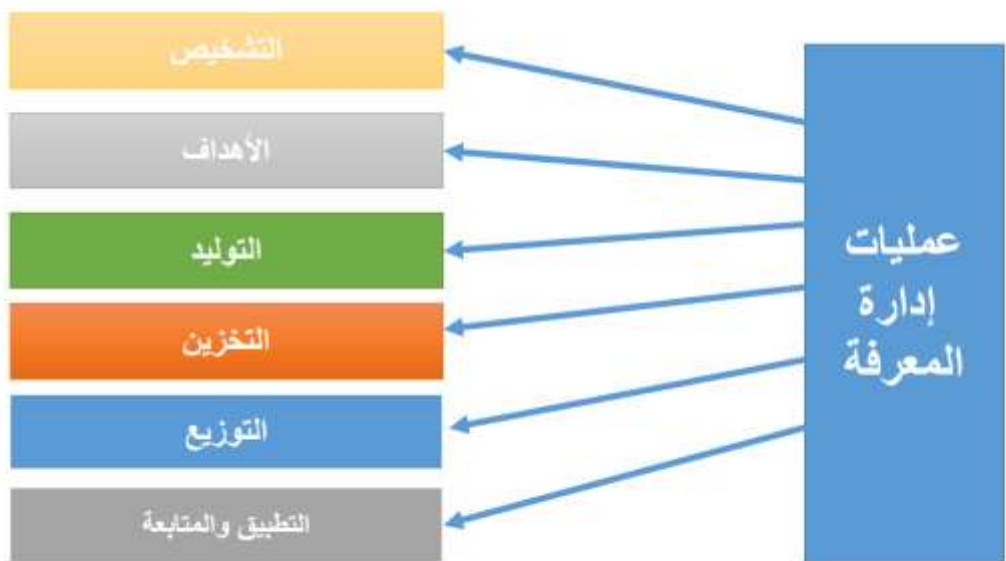 عمليات
إدارة
المعرفة
التشخيص
الأهداف
التوليد
التخزين
التوزيع
التطبيق والمتابعة